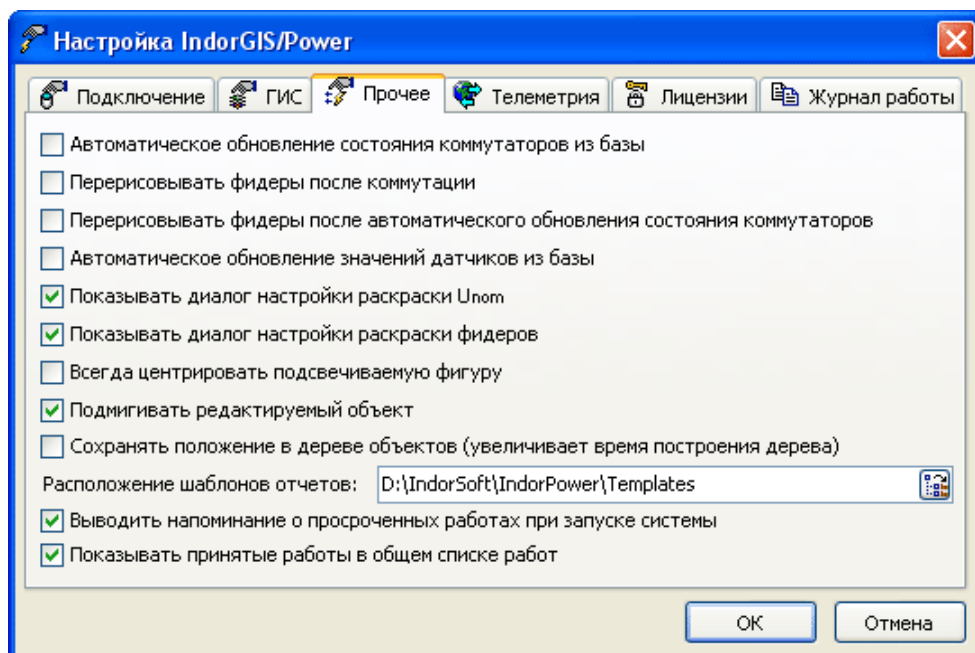 Настройка IndorGIS/Power
Подключение ГИС Прочее Телеметрия Лицензии Журнал работы
Автоматическое обновление состояния коммутаторов из базы
Перерисовывать фидеры после коммутации
Перерисовывать фидеры после автоматического обновления состояния коммутаторов
Автоматическое обновление значений датчиков из базы
Показывать диалог настройки раскраски Unom
Показывать диалог настройки раскраски фидеров
Всегда центрировать подсвечиваемую фигуру
Подмигивать редактируемый объект
Сохранять положение в дереве объектов (увеличивает время построения дерева)
Расположение шаблонов отчетов: D:\IndorSoft\IndorPower\Templates
Выводить напоминание о просроченных работах при запуске системы
Показывать принятые работы в общем списке работ
ОК Отмена